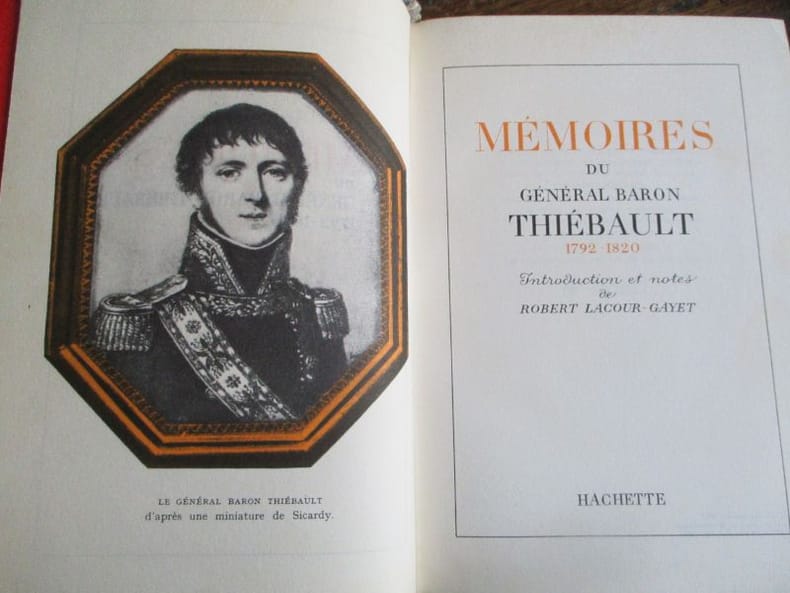 LE GÉNÉRAL BARON THIÉBAULT
d'après une miniature de Sicardy.
MÉMOIRES
DU
GÉNÉRAL BARON
THIÉBAULT
1792-1820
Introduction et notes
de
ROBERT LACOUR-GAYET
HACHETTE